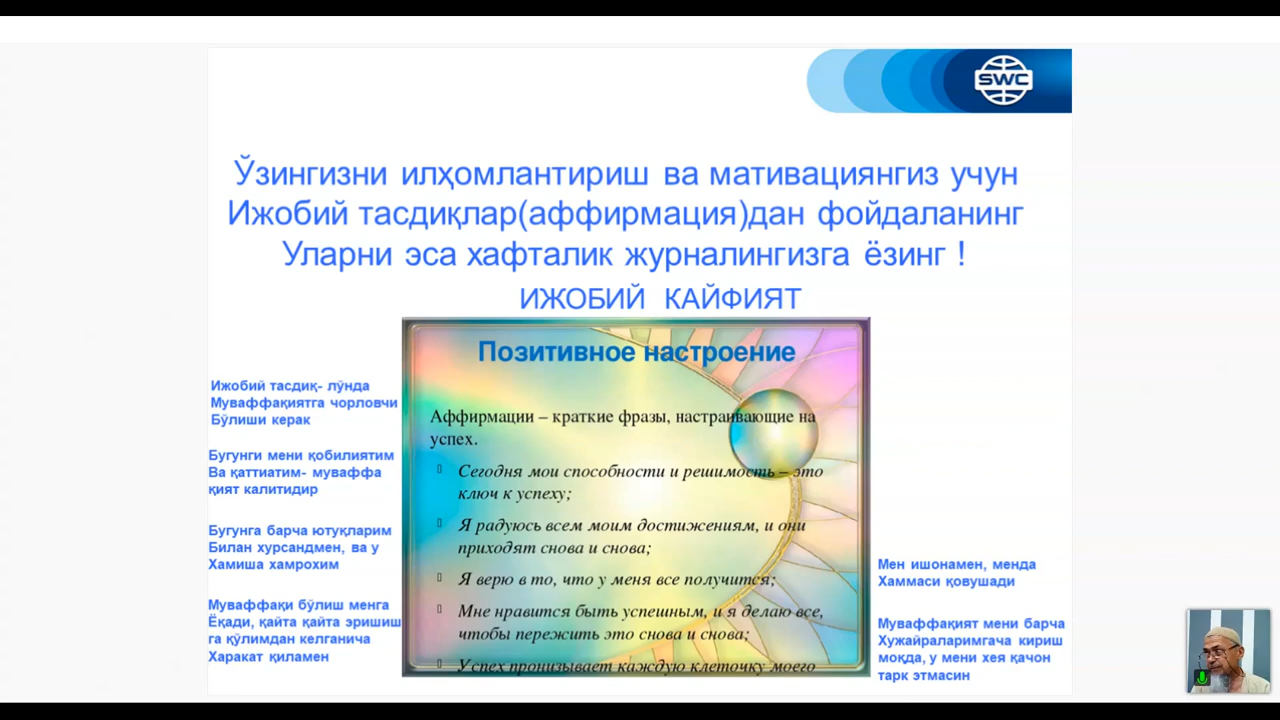 SWC
Ўзингизни илҳомлантириш ва мативациянгиз учун
Ижобий тасдиқлар(аффирмация)дан фойдаланинг
Уларни эса хафталик журналингизга ёзинг !
ИЖОБИЙ КАЙФИЯТ
Позитивное настроение
Аффирмации – краткие фразы, настраивающие на
успех.
Сегодня мои способности и решимость – это
ключ к успеху;
Я радуюсь всем моим достижениям, и они
приходят снова и снова;
Я верю в то, что у меня все получится;
Мне нравится быть успешным, и я делаю все,
чтобы пережить это снова и снова;
Успех пронизывает каждую клеточку моего
Ижобий тасдиқ- лўнда
Муваффақиятга чорловчи
Бўлиши керак
Бугунги мени қобилиятим
Ва қаттиатим- муваффа
қият калитидир
Бугунга барча ютуқларим
Билан хурсандмен, ва у
Хамиша хамрохим
Муваффақи бўлиш менга
Ёқади, қайта қайта эришиш
га қўлимдан келганича
Харакат қиламен
Мен ишонамен, менда
Хаммаси қовушади
Муваффақият мени барча
Хужайраларимгача кириш
моқда, у мени хея қачон
тарк этмасин